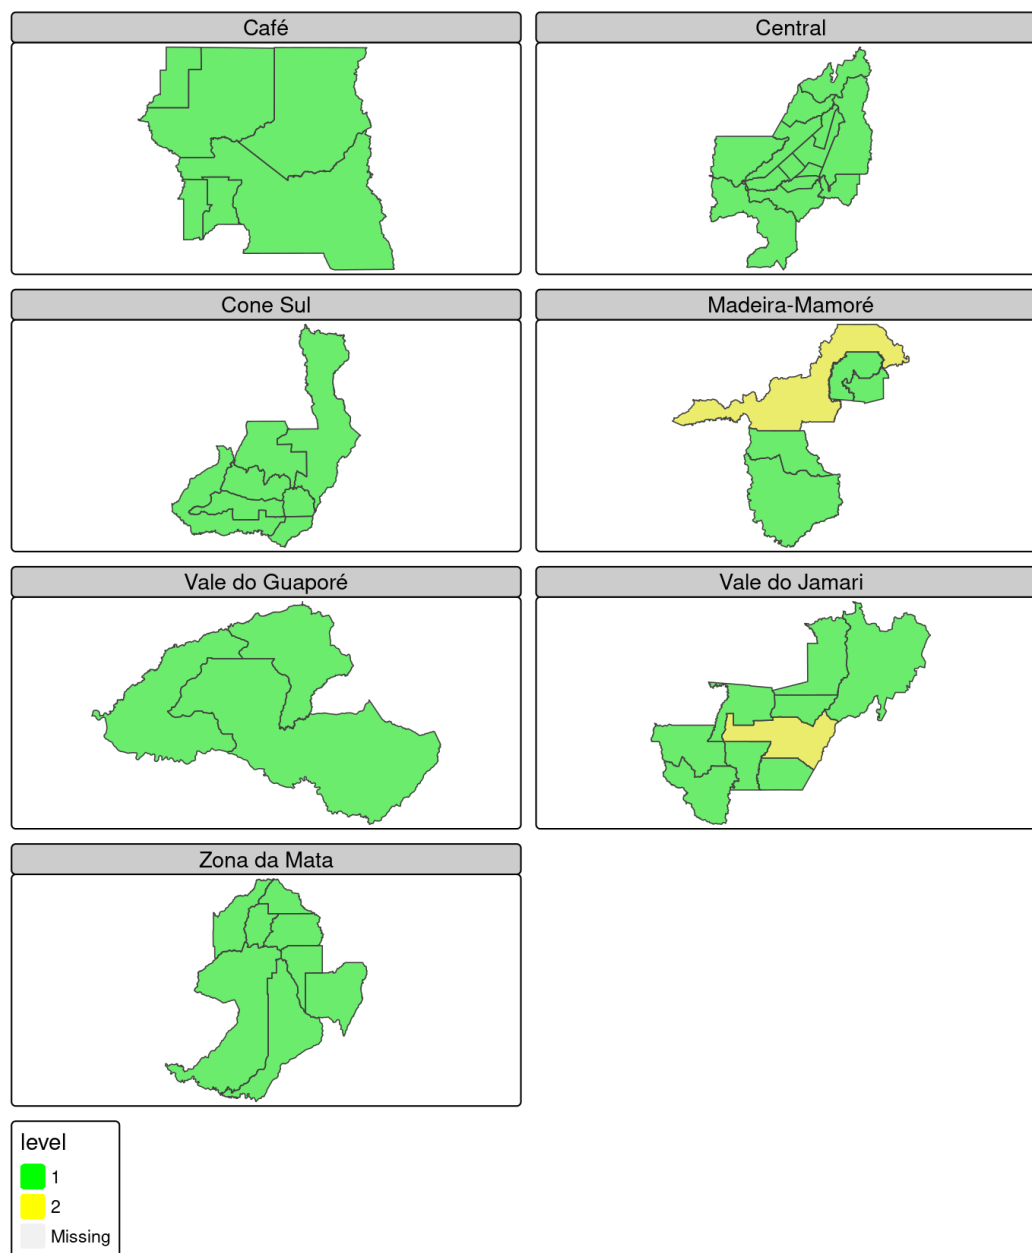 Café
Central
Cone Sul
Madeira-Mamoré
Vale do Guaporé
Vale do Jamari
Zona da Mata
level
1
2
Missing